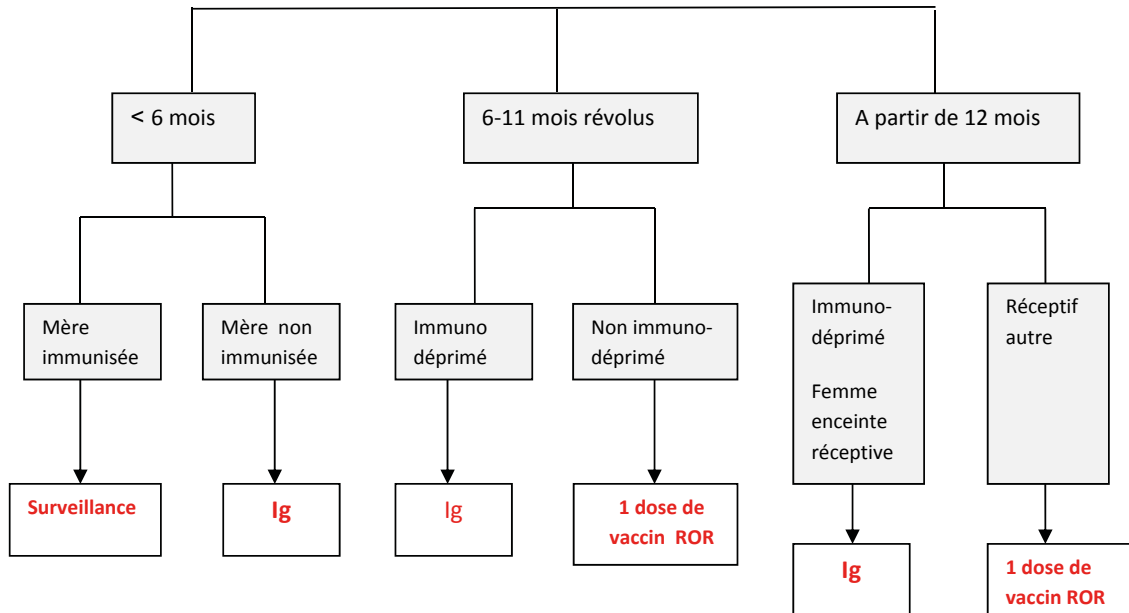 < 6 mois
6-11 mois révolus
A partir de 12 mois
Mère
immunisée
Mère non
immunisée
Immuno
déprimé
Non immuno-
déprimé
Immuno-
déprimé
Femme
enceinte
réceptive
Réceptif
autre
Surveillance
Ig
Ig
1 dose de
vaccin ROR
Ig
1 dose de
vaccin ROR